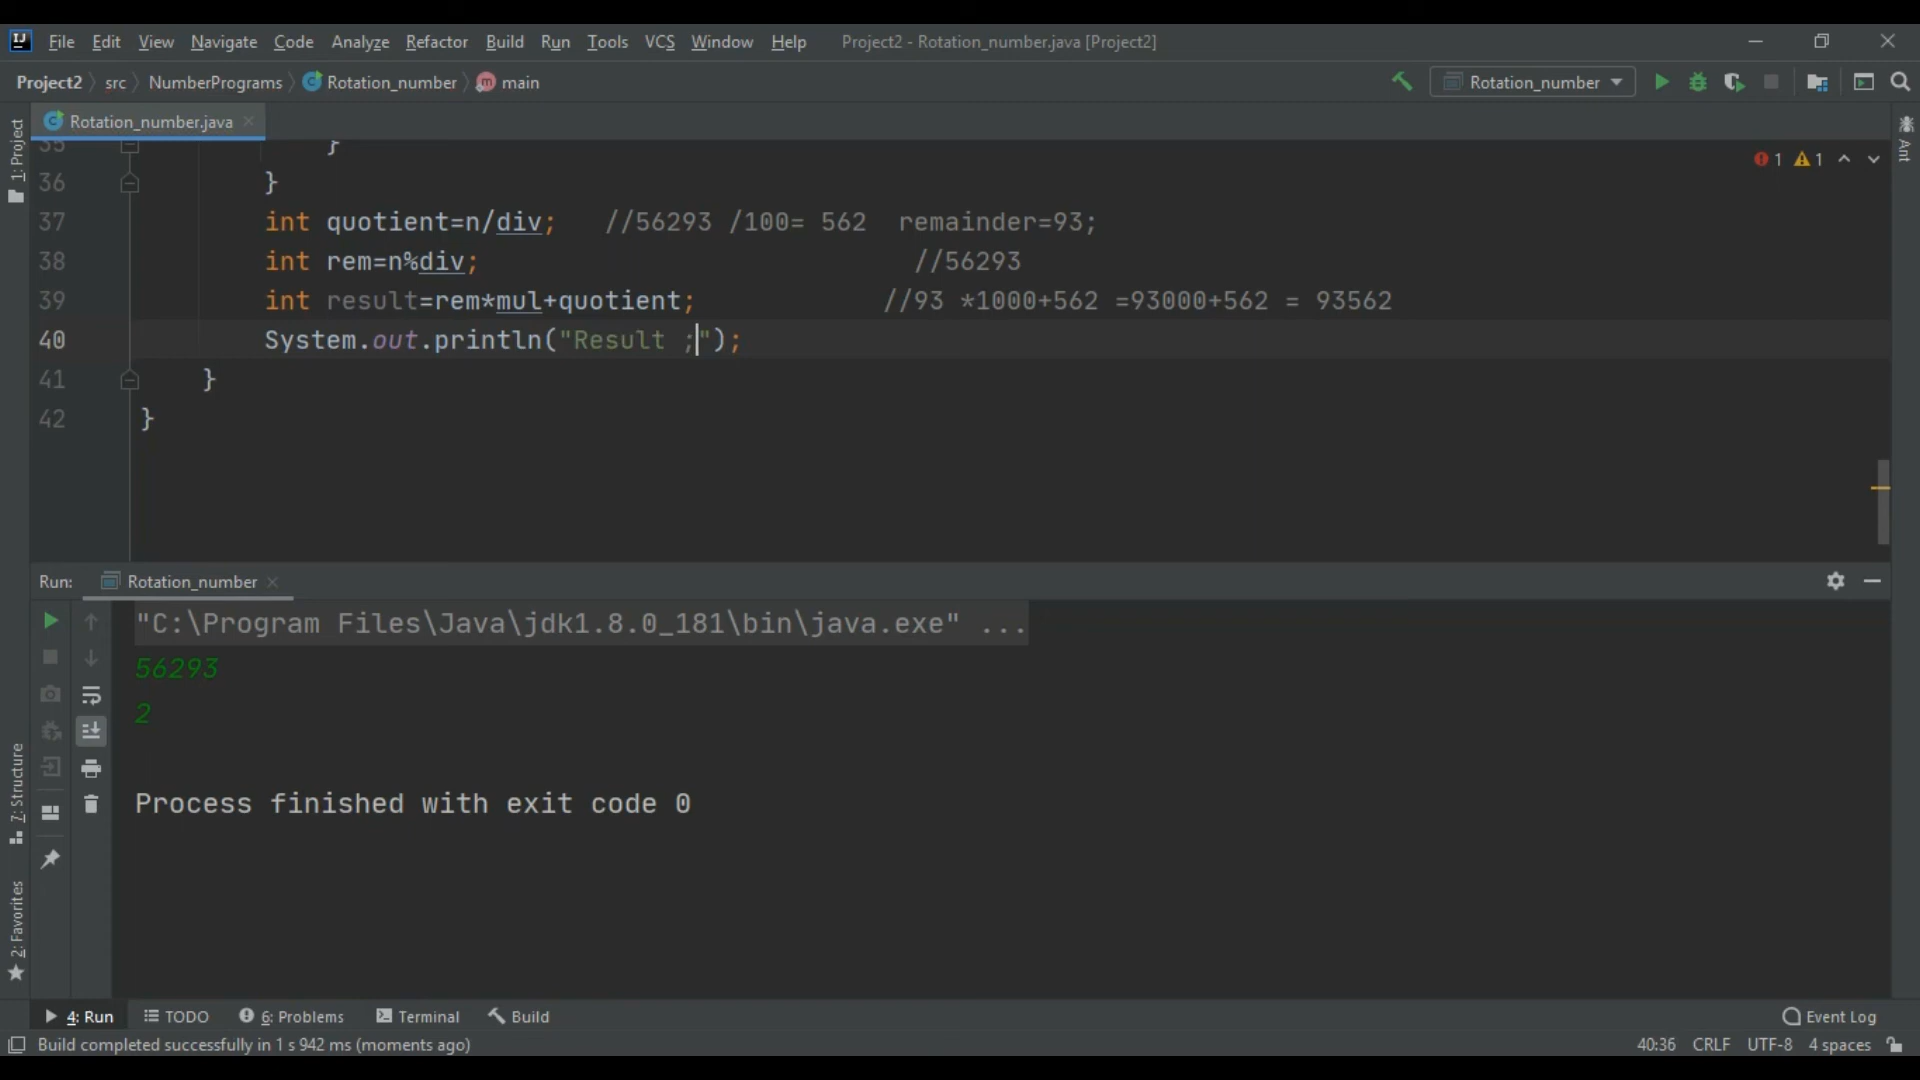 File Edit View Navigate Code Analyze Refactor Build Run Tools VCS Window Help Project2 - Rotation_number.java [Project2]
Project2 src NumberPrograms Rotation_number main Rotation_number
Rotation_number.java
1: Project
Ant
35 }
1 1
36 }
37 int quotient=n/div; //56293 /100= 562 remainder=93;
38 int rem=n%div; //56293
39 int result=rem*mul+quotient; //93 *1000+562 =93000+562 = 93562
40 System.out.println("Result ;");
41 }
42 }
Run: Rotation_number
"C:\Program Files\Java\jdk1.8.0_181\bin\java.exe" ...
56293
2
Process finished with exit code 0
7: Structure
2: Favorites
4: Run TODO 6: Problems Terminal Build Event Log
Build completed successfully in 1 s 942 ms (moments ago) 40:36 CRLF UTF-8 4 spaces